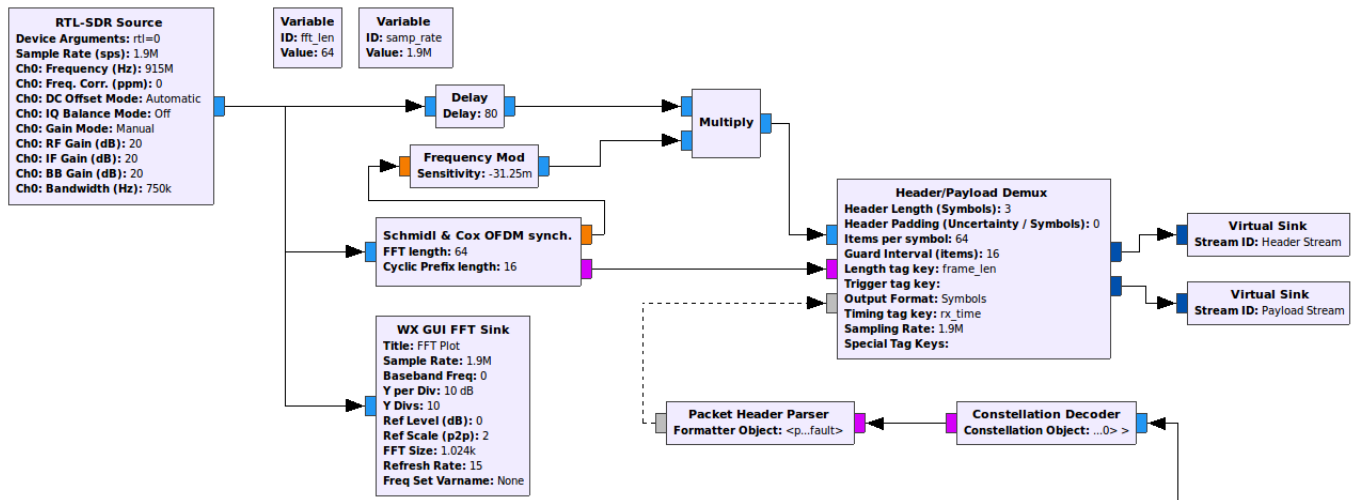 RTL-SDR Source
Device Arguments: rtl=0
Sample Rate (sps): 1.9M
Ch0: Frequency (Hz): 915M
Ch0: Freq. Corr. (ppm): 0
Ch0: DC Offset Mode: Automatic
Ch0: IQ Balance Mode: Off
Ch0: Gain Mode: Manual
Ch0: RF Gain (dB): 20
Ch0: IF Gain (dB): 20
Ch0: BB Gain (dB): 20
Ch0: Bandwidth (Hz): 750k
Variable
ID: fft_len
Value: 64
Variable
ID: samp_rate
Value: 1.9M
Delay
Delay: 80
Multiply
Frequency Mod
Sensitivity: -31.25m
Schmidl & Cox OFDM synch.
FFT length: 64
Cyclic Prefix length: 16
Header/Payload Demux
Header Length (Symbols): 3
Header Padding (Uncertainty / Symbols): 0
Items per symbol: 64
Guard Interval (items): 16
Length tag key: frame_len
Trigger tag key:
Output Format: Symbols
Timing tag key: rx_time
Sampling Rate: 1.9M
Special Tag Keys:
Virtual Sink
Stream ID: Header Stream
Virtual Sink
Stream ID: Payload Stream
WX GUI FFT Sink
Title: FFT Plot
Sample Rate: 1.9M
Baseband Freq: 0
Y per Div: 10 dB
Y Divs: 10
Ref Level (dB): 0
Ref Scale (p2p): 2
FFT Size: 1.024k
Refresh Rate: 15
Freq Set Varname: None
Packet Header Parser
Formatter Object: <p...fault>
Constellation Decoder
Constellation Object: ...0> >